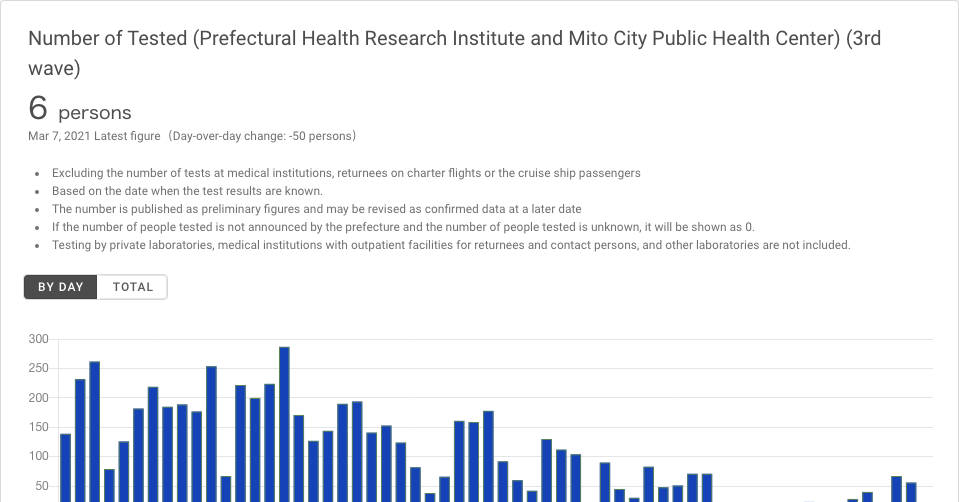 Number of Tested (Prefectural Health Research Institute and Mito City Public Health Center) (3rd
wave)
6 persons
Mar 7, 2021 Latest figure （Day-over-day change: -50 persons）
• Excluding the number of tests at medical institutions, returnees on charter flights or the cruise ship passengers
• Based on the date when the test results are known.
• The number is published as preliminary figures and may be revised as confirmed data at a later date
• If the number of people tested is not announced by the prefecture and the number of people tested is unknown, it will be shown as 0.
• Testing by private laboratories, medical institutions with outpatient facilities for returnees and contact persons, and other laboratories are not included.
BY DAY TOTAL
300
250
200
150
100
50